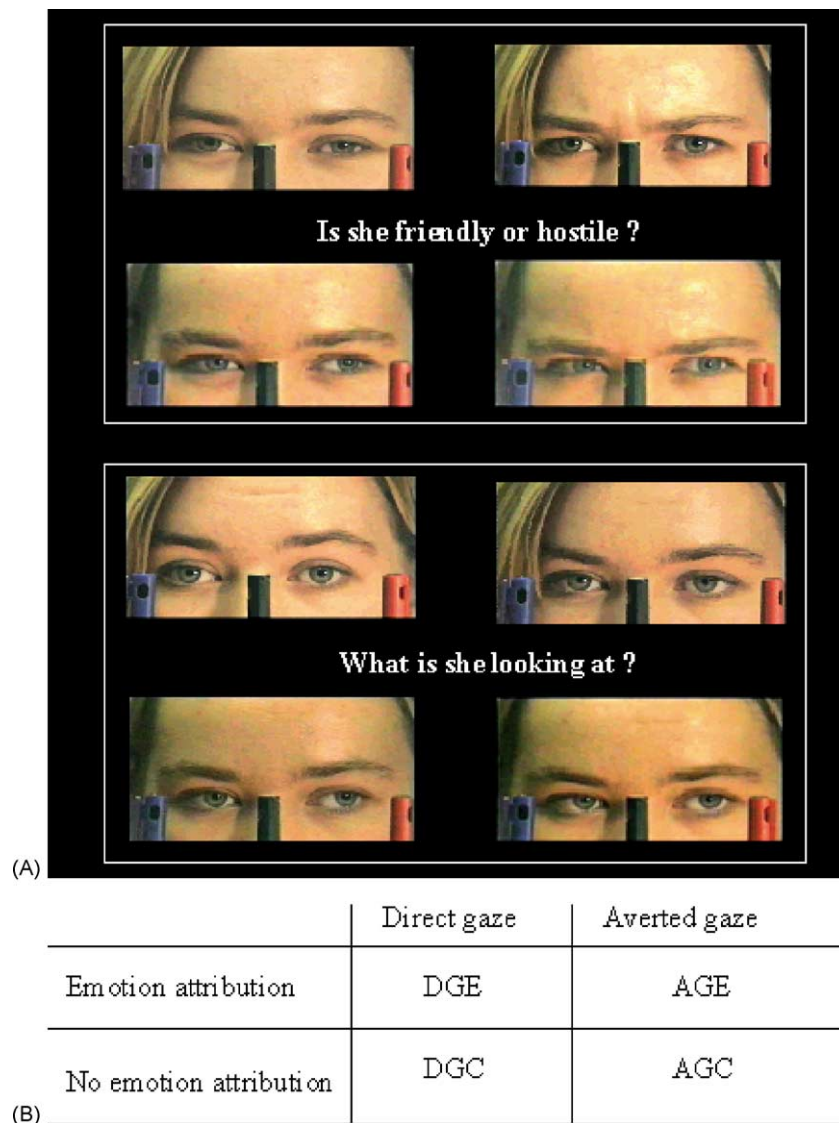 Is she friendly or hostile ?
What is she looking at ?
(A)
Direct gaze Averted gaze
Emotion attribution DGE AGE
No emotion attribution DGC AGC
(B)